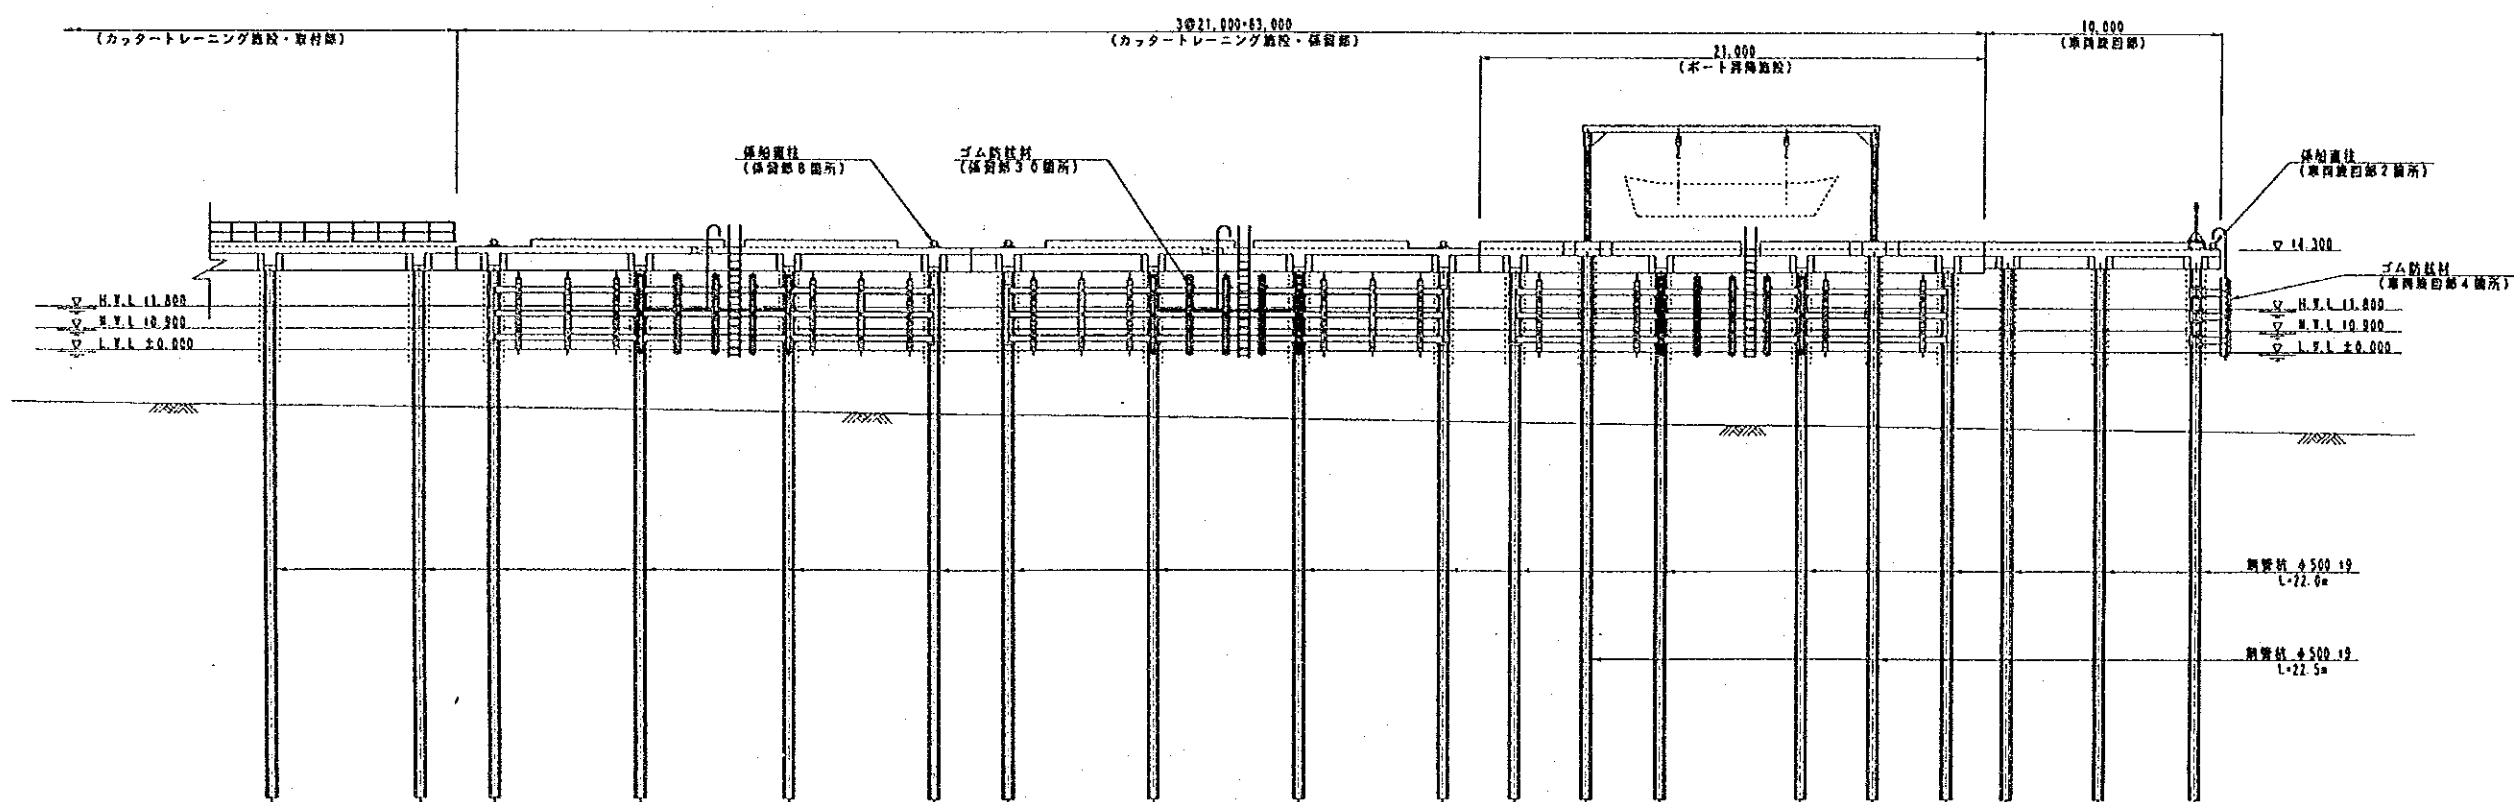 3@21,000=63,000
(カッタートレーニング施設・取付部)
(カッタートレーニング施設・係留部)
10,000
(車両旋回部)
21,000
(ボート昇降施設)
係船直柱
(係留部8箇所)
ゴム防舷材
(係留部30箇所)
係船直柱
(車両旋回部2箇所)
▽ +4.300
ゴム防舷材
(車両旋回部4箇所)
▽ H.W.L +1.800
▽ M.W.L +0.900
▽ L.W.L ±0.000
▽ H.W.L +1.800
▽ M.W.L +0.900
▽ L.W.L ±0.000
鋼管杭 φ500 t9
L=22.0m
鋼管杭 φ500 t9
L=22.5m